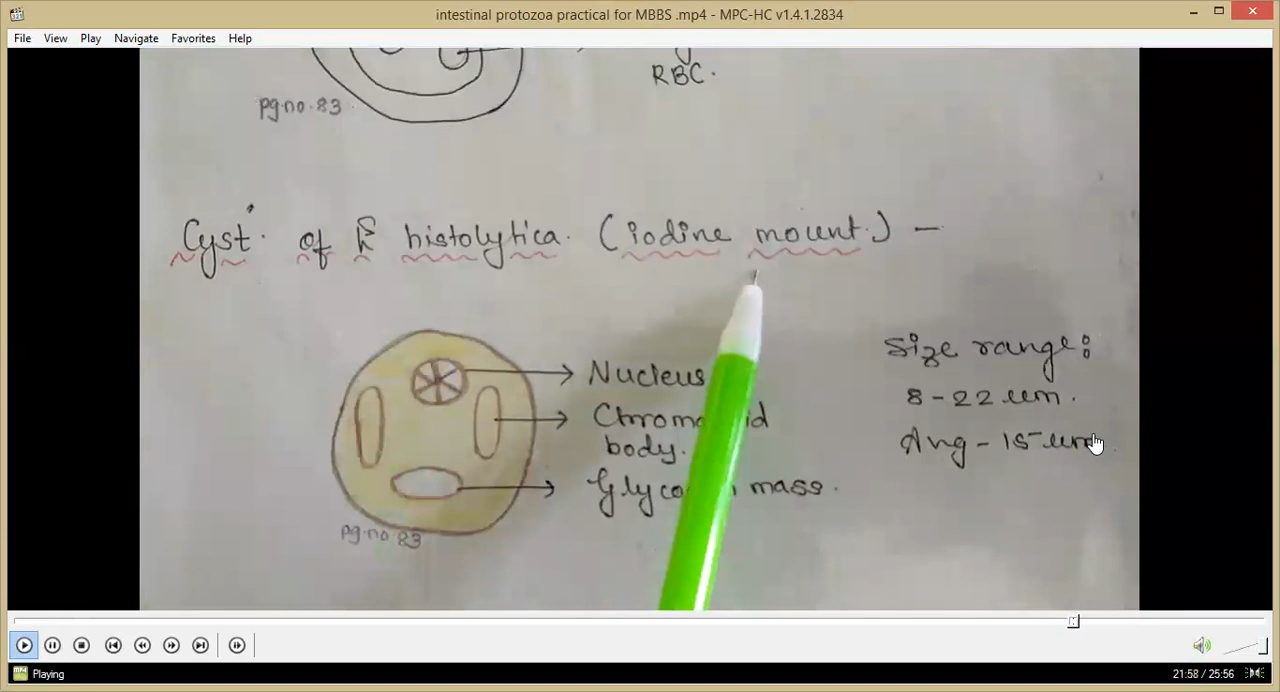 intestinal protozoa practical for MBBS .mp4 - MPC-HC v1.4.1.2834
File View Play Navigate Favorites Help
RBC.
pg.no.83
Cyst. of E histolytica. (iodine mount.) -
Size range:
Nucleus
8-22 um.
body.
Avg-15 um
mass.
pg.no 83
Playing 21:58 / 25:56